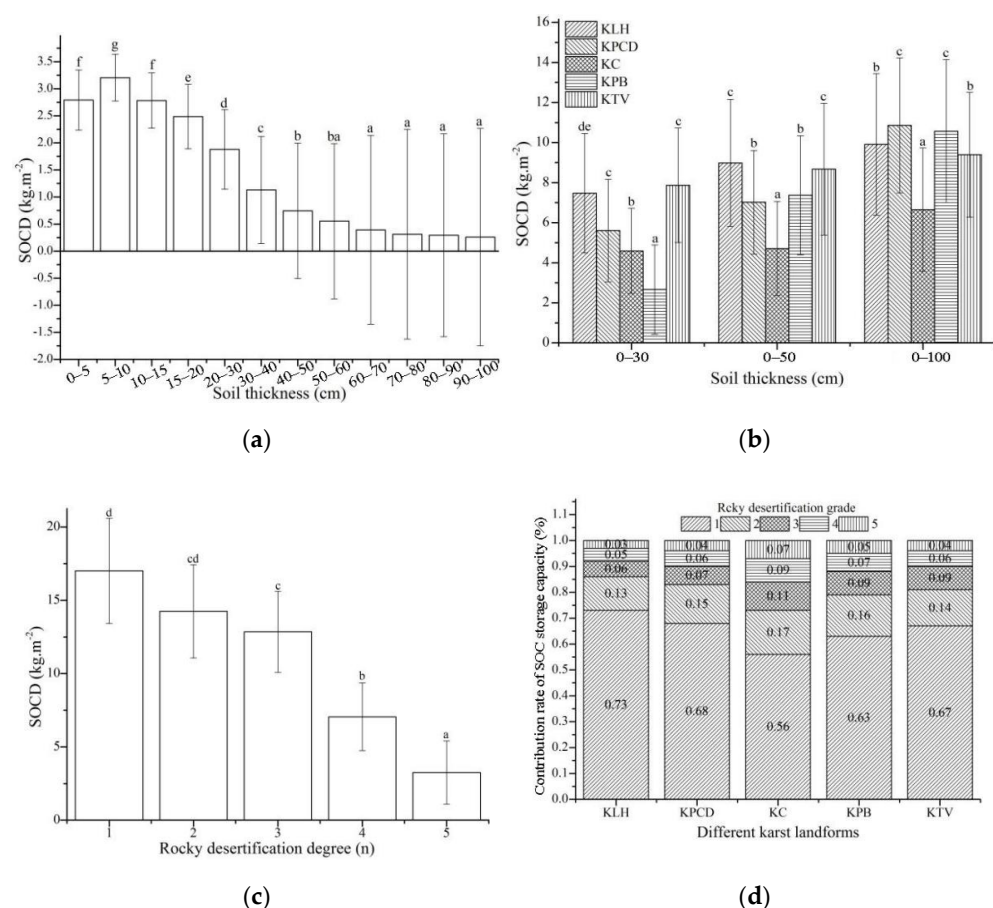 f
g
f
e
d
c
b
ba
a
a
a
a
3.5
3.0
2.5
2.0
1.5
1.0
0.5
0.0
-0.5
-1.0
-1.5
-2.0
SOCD (kg.m-2)
0–5
5–10
10–15
15–20
20–30
30–40
40–50
50–60
60–70
70–80
80–90
90–100
Soil thickness (cm)
(a)
KLH
KPCD
KC
KPB
KTV
16
14
12
10
8
6
4
2
0
SOCD (kg.m-2)
de
c
b
a
c
c
b
a
b
c
b
c
a
c
b
0–30
0–50
0–100
Soil thickness (cm)
(b)
20
15
10
5
0
SOCD (kg.m-2)
d
cd
c
b
a
1
2
3
4
5
Rocky desertification degree (n)
(c)
Rcky desertification grade
1 2 3 4 5
1.1
1.0
0.9
0.8
0.7
0.6
0.5
0.4
0.3
0.2
0.1
0.0
Contribution rate of SOC storage capacity (%)
0.03 0.04 0.07 0.05 0.04
0.05 0.06 0.09 0.07 0.06
0.06 0.07 0.11 0.09 0.09
0.13 0.15 0.17 0.16 0.14
0.73 0.68 0.56 0.63 0.67
KLH KPCD KC KPB KTV
Different karst landforms
(d)